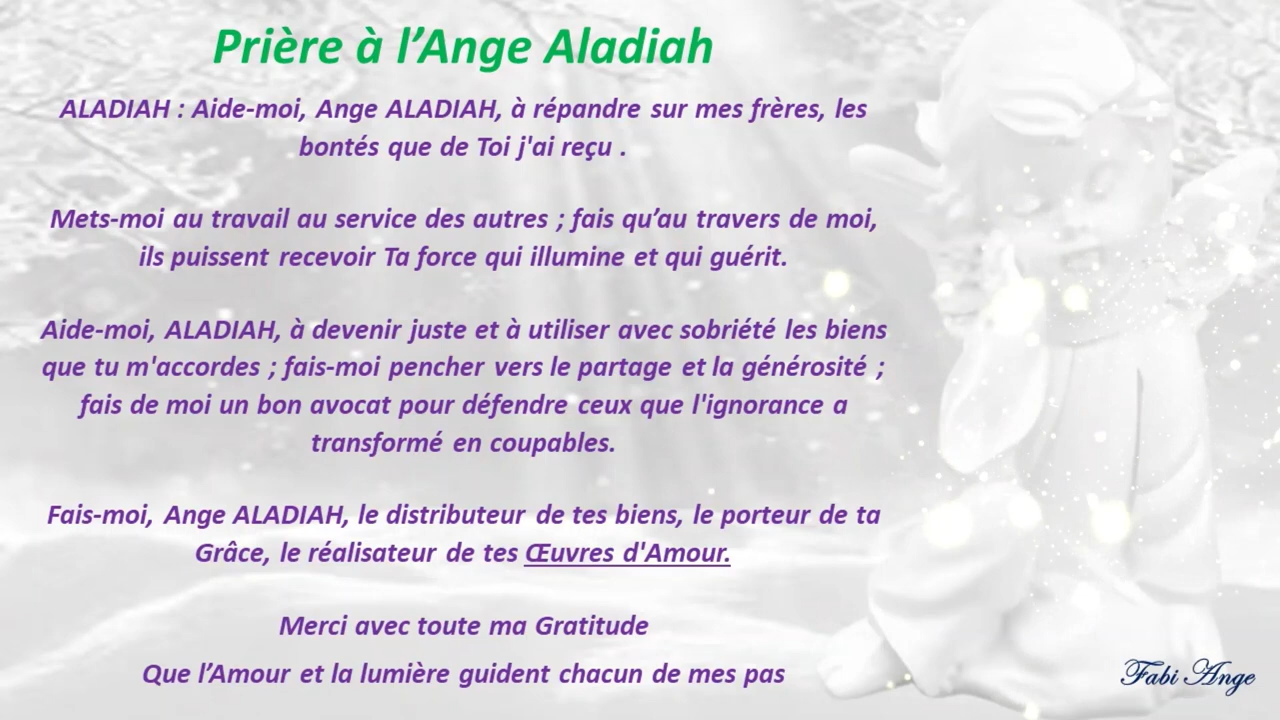 Prière à l’Ange Aladiah
ALADIAH : Aide-moi, Ange ALADIAH, à répandre sur mes frères, les
bontés que de Toi j'ai reçu .
Mets-moi au travail au service des autres ; fais qu’au travers de moi,
ils puissent recevoir Ta force qui illumine et qui guérit.
Aide-moi, ALADIAH, à devenir juste et à utiliser avec sobriété les biens
que tu m'accordes ; fais-moi pencher vers le partage et la générosité ;
fais de moi un bon avocat pour défendre ceux que l'ignorance a
transformé en coupables.
Fais-moi, Ange ALADIAH, le distributeur de tes biens, le porteur de ta
Grâce, le réalisateur de tes Œuvres d'Amour.
Merci avec toute ma Gratitude
Que l’Amour et la lumière guident chacun de mes pas
Fabi Ange